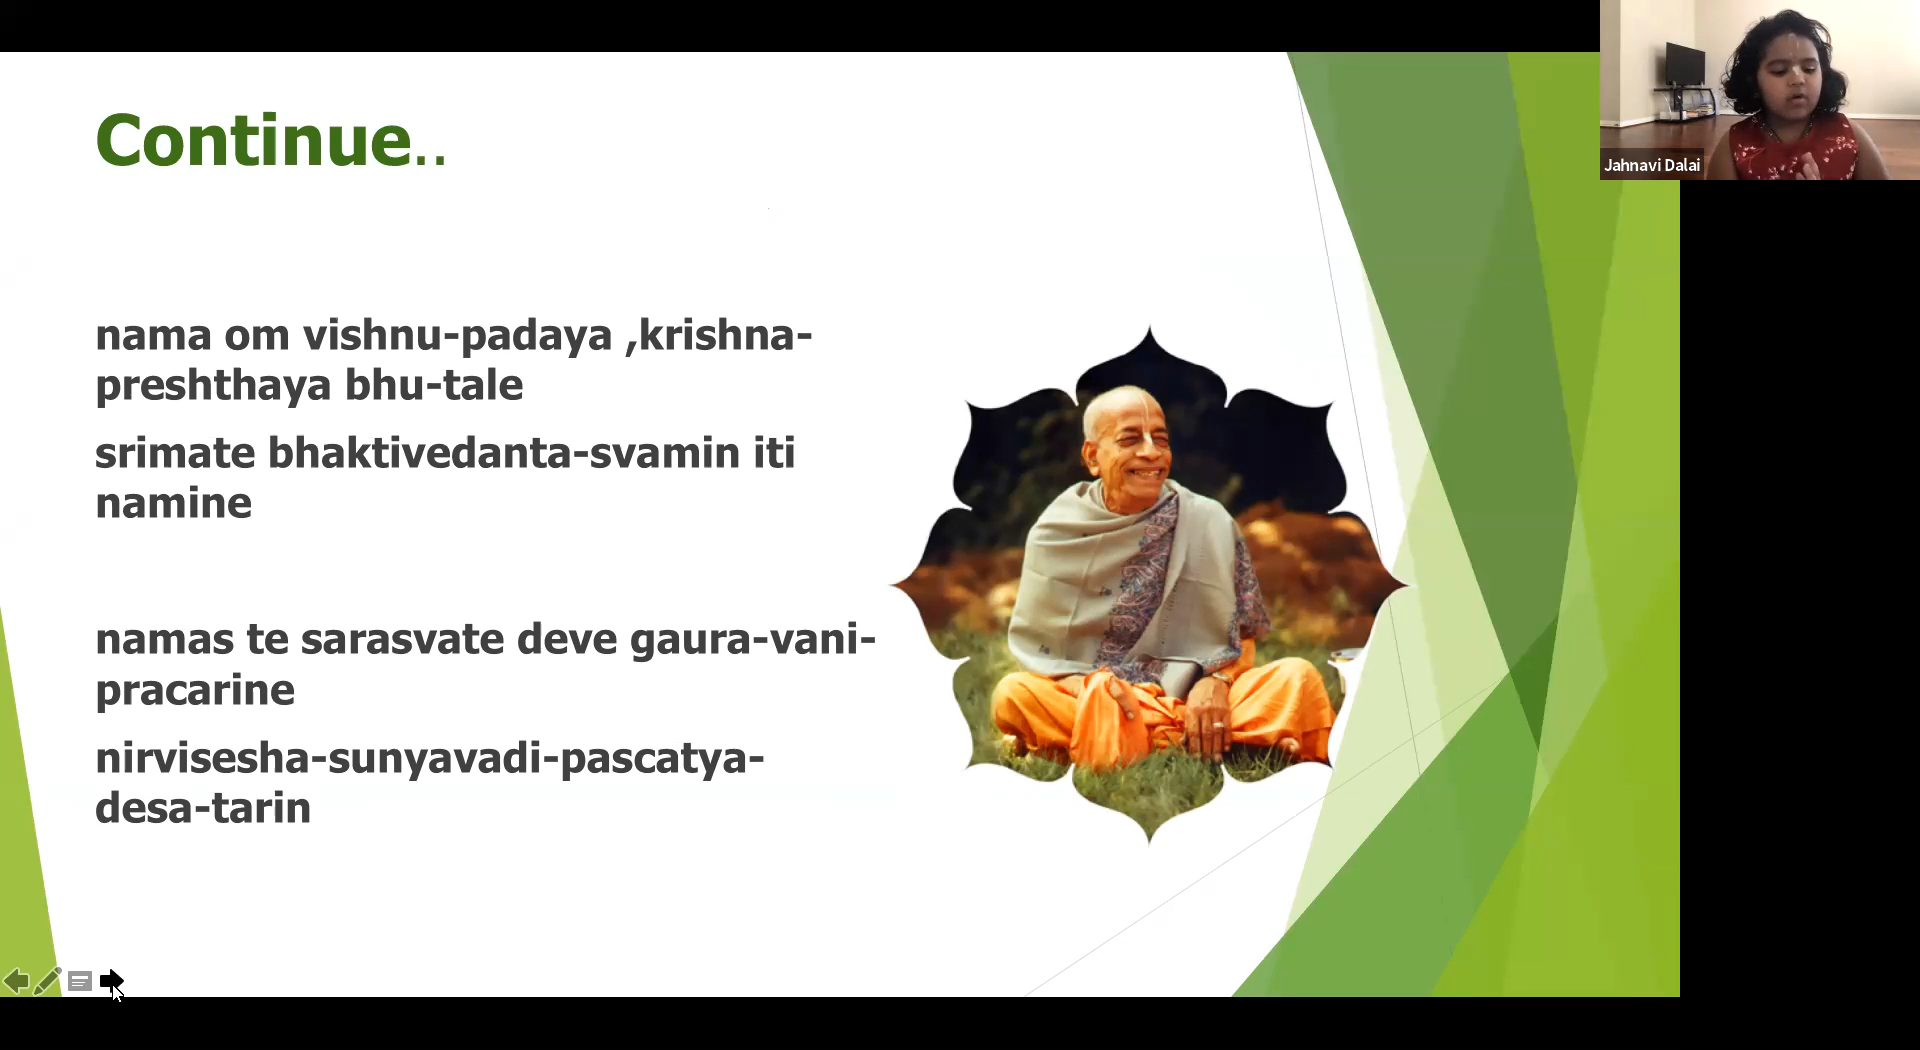 Continue..
nama om vishnu-padaya ,krishna-
preshthaya bhu-tale
srimate bhaktivedanta-svamin iti
namine
namas te sarasvate deve gaura-vani-
pracarine
nirvisesha-sunyavadi-pascatya-
desa-tarin
Jahnavi Dalai